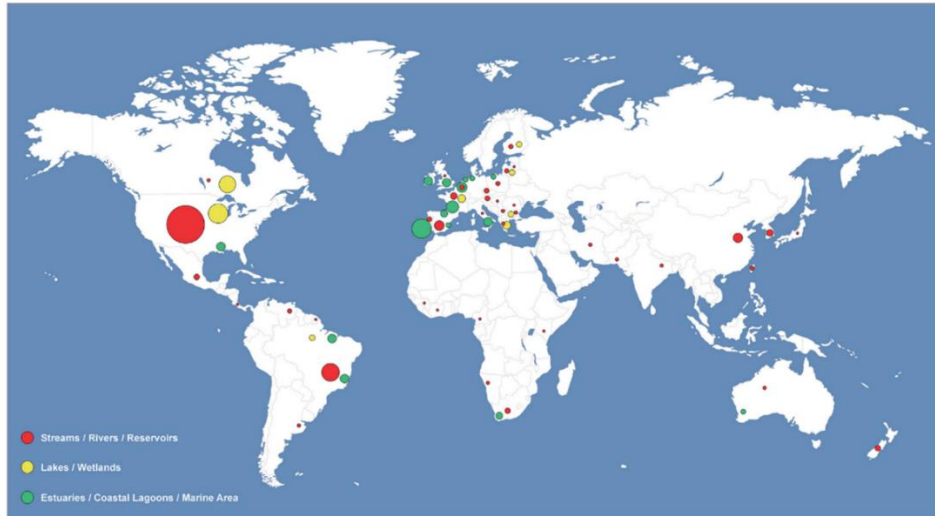 Streams / Rivers / Reservoirs
Lakes / Wetlands
Estuaries / Coastal Lagoons / Marine Area